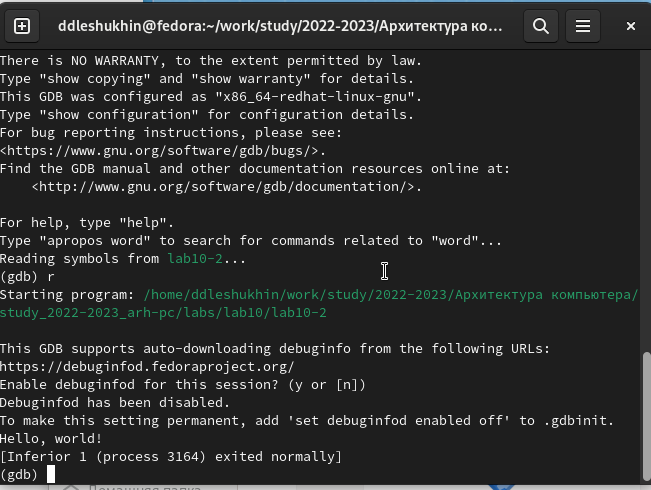 ddleshukhin@fedora:~/work/study/2022-2023/Архитектура ко...
There is NO WARRANTY, to the extent permitted by law.
Type "show copying" and "show warranty" for details.
This GDB was configured as "x86_64-redhat-linux-gnu".
Type "show configuration" for configuration details.
For bug reporting instructions, please see:
<https://www.gnu.org/software/gdb/bugs/>.
Find the GDB manual and other documentation resources online at:
    <http://www.gnu.org/software/gdb/documentation/>.
For help, type "help".
Type "apropos word" to search for commands related to "word"...
Reading symbols from lab10-2...
(gdb) r
Starting program: /home/ddleshukhin/work/study/2022-2023/Архитектура компьютера/
study_2022-2023_arh-pc/labs/lab10/lab10-2
This GDB supports auto-downloading debuginfo from the following URLs:
https://debuginfod.fedoraproject.org/
Enable debuginfod for this session? (y or [n])
Debuginfod has been disabled.
To make this setting permanent, add 'set debuginfod enabled off' to .gdbinit.
Hello, world!
[Inferior 1 (process 3164) exited normally]
(gdb)